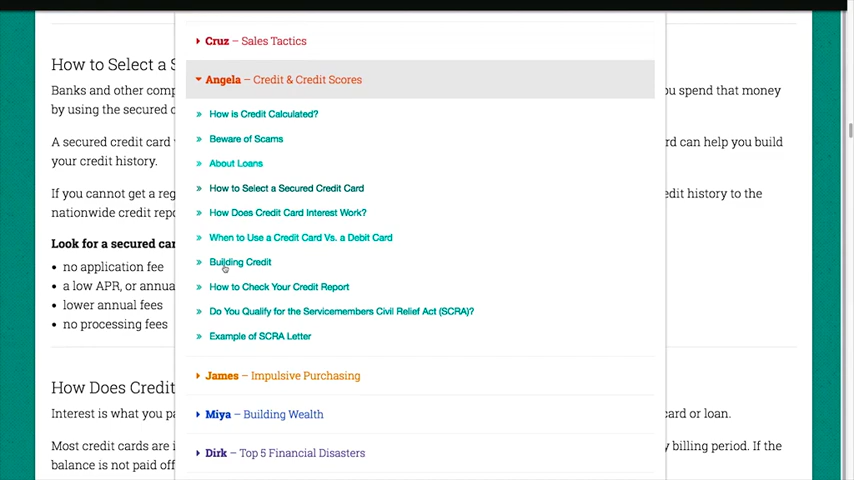 Cruz – Sales Tactics
Angela – Credit & Credit Scores
» How is Credit Calculated?
» Beware of Scams
» About Loans
» How to Select a Secured Credit Card
» How Does Credit Card Interest Work?
» When to Use a Credit Card Vs. a Debit Card
» Building Credit
» How to Check Your Credit Report
» Do You Qualify for the Servicemembers Civil Relief Act (SCRA)?
» Example of SCRA Letter
James – Impulsive Purchasing
Miya – Building Wealth
Dirk – Top 5 Financial Disasters
How to Select a S
Banks and other comp
ou spend that money
by using the secured c
A secured credit card
rd can help you build
your credit history.
If you cannot get a reg
edit history to the
nationwide credit repo
Look for a secured car
• no application fee
• a low APR, or annua
• lower annual fees
• no processing fees
How Does Credit
Interest is what you pa
card or loan.
Most credit cards are i
y billing period. If the
balance is not paid off